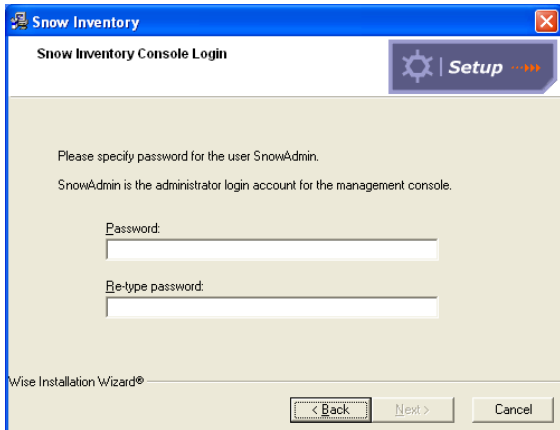 Snow Inventory
Snow Inventory Console Login
Setup
Please specify password for the user SnowAdmin.
SnowAdmin is the administrator login account for the management console.
Password:
Re-type password:
Wise Installation Wizard®
< Back
Next >
Cancel